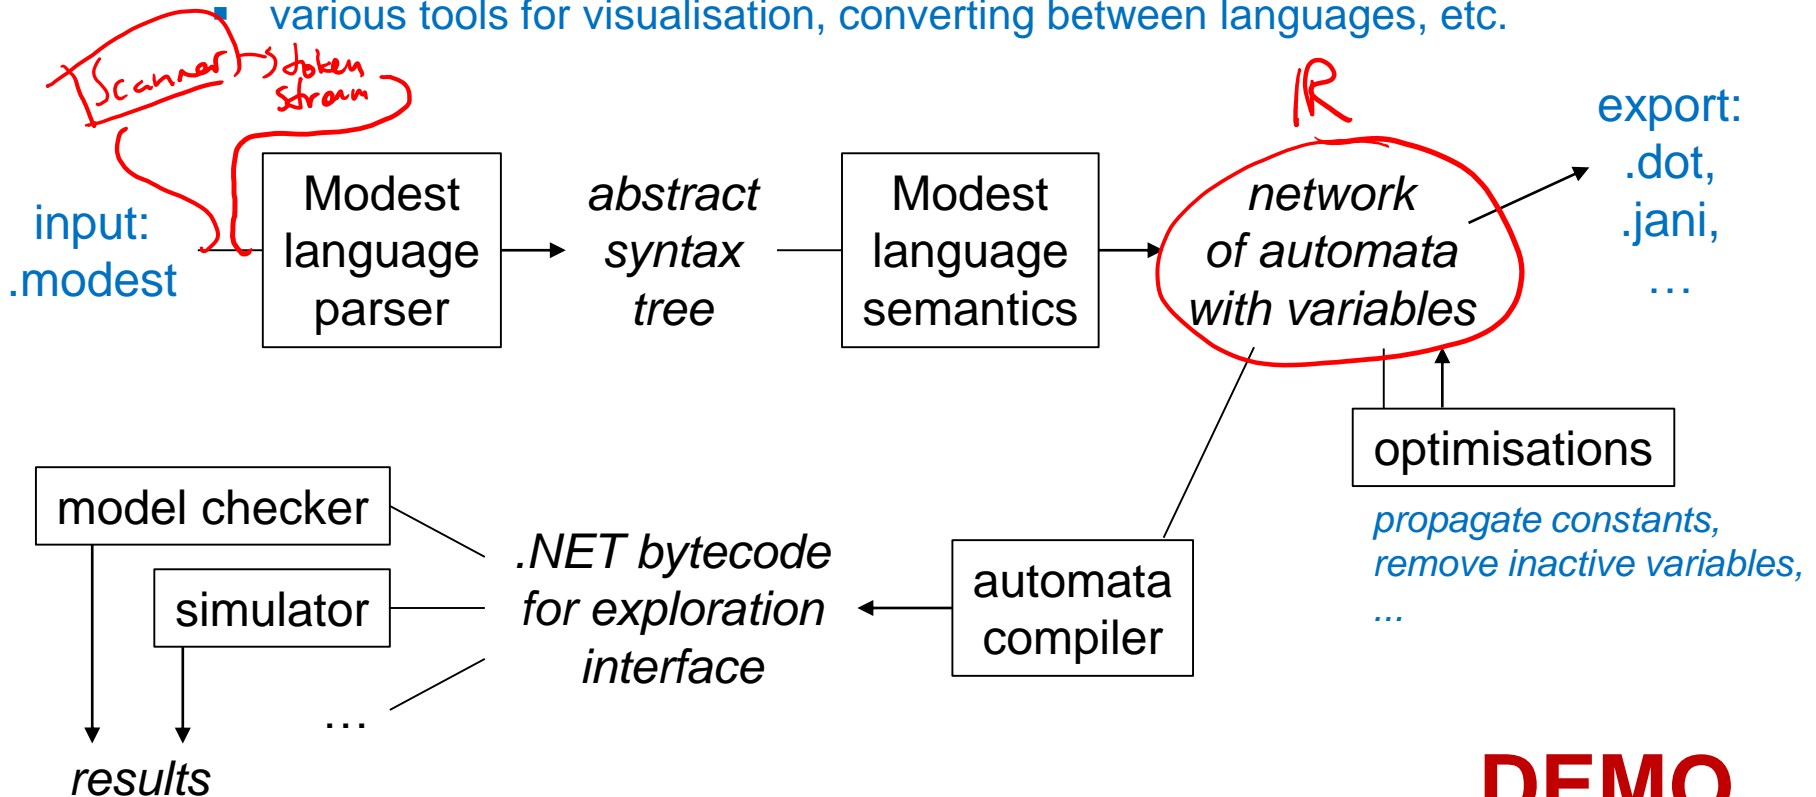 ▪ various tools for visualisation, converting between languages, etc.
Scanner
token
stream
IR
input:
.modest
Modest
language
parser
abstract
syntax
tree
Modest
language
semantics
network
of automata
with variables
export:
.dot,
.jani,
…
optimisations
propagate constants,
remove inactive variables,
...
automata
compiler
.NET bytecode
for exploration
interface
model checker
simulator
…
results
DEMO